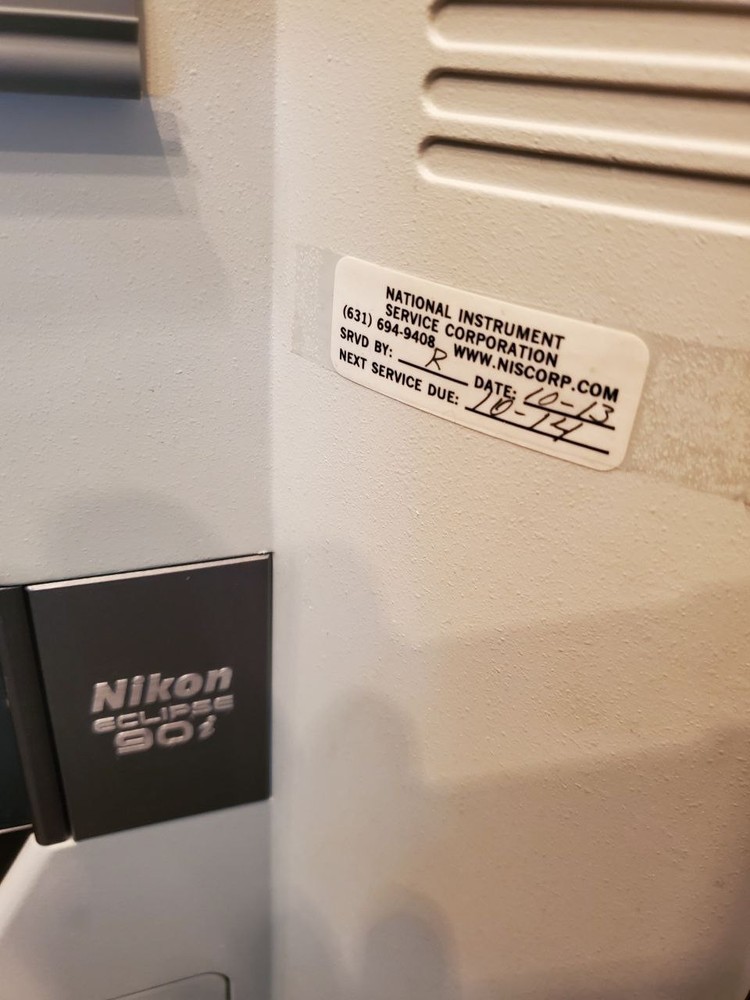 NATIONAL INSTRUMENT
SERVICE CORPORATION
(631) 694-9408 WWW.NISCORP.COM
SRVD BY: R DATE: 10-13
NEXT SERVICE DUE: 10-14
Nikon
ECLIPSE
90i